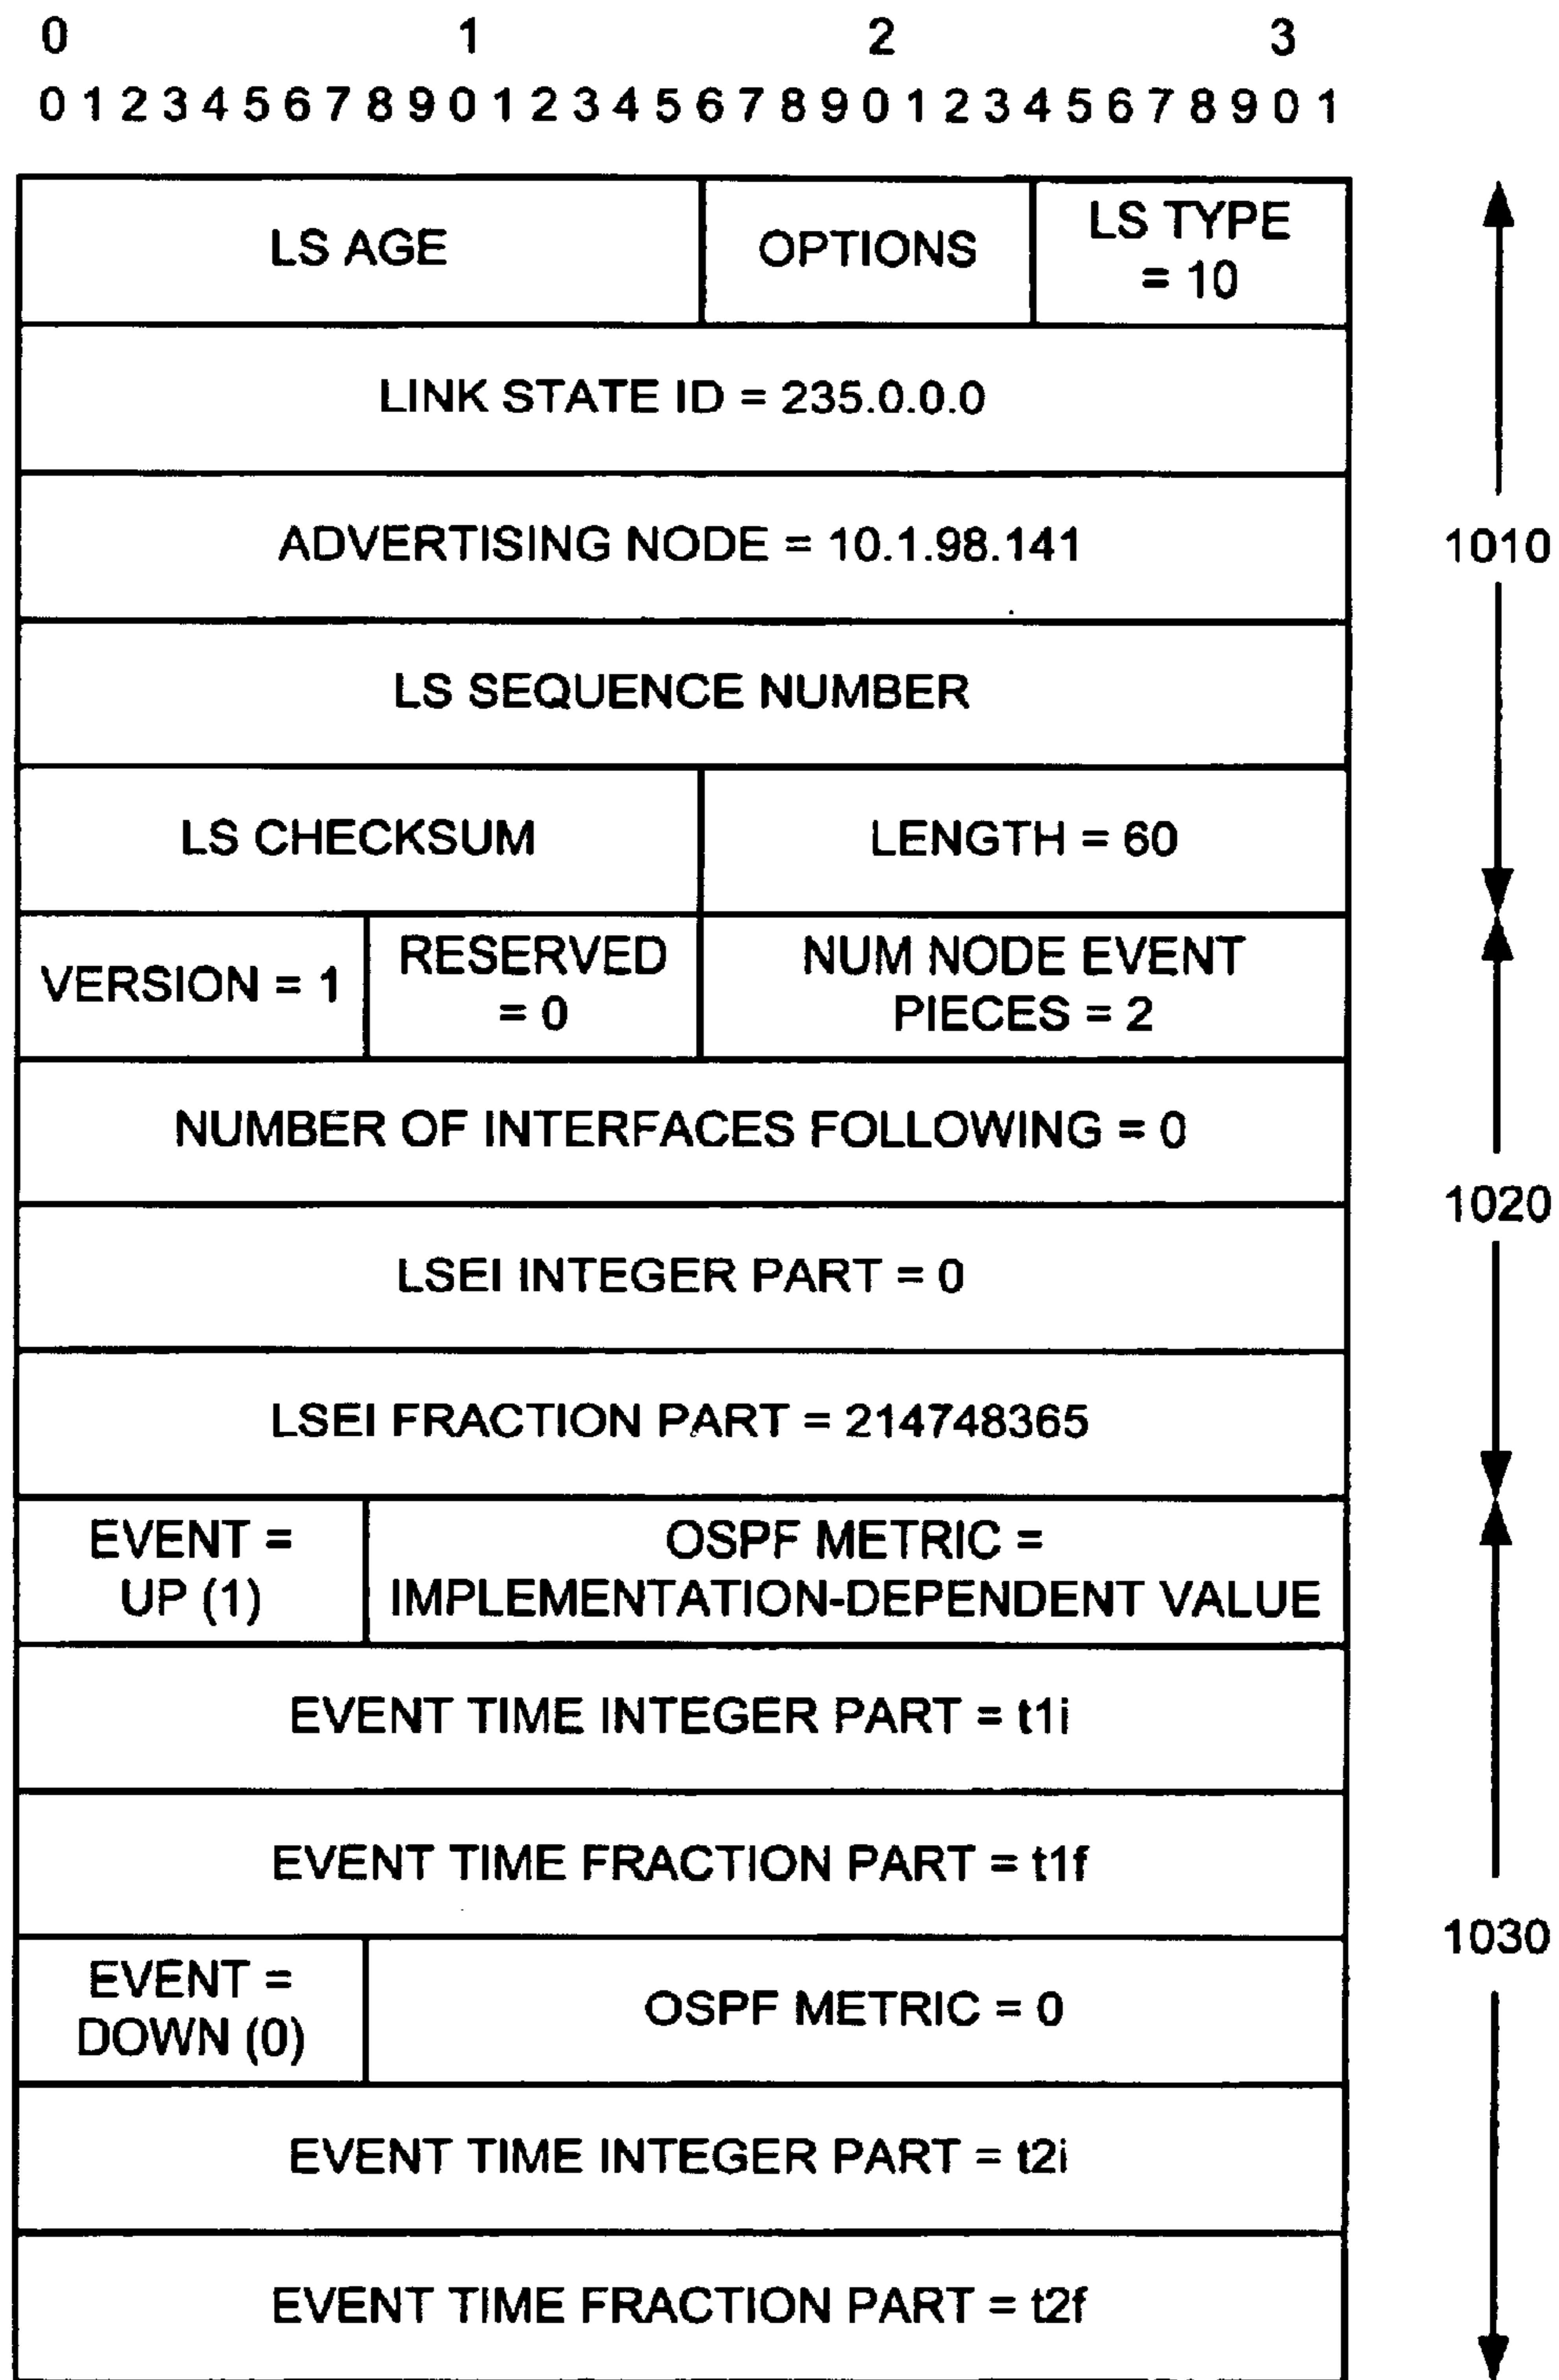 0 1 2 3
0 1 2 3 4 5 6 7 8 9 0 1 2 3 4 5 6 7 8 9 0 1 2 3 4 5 6 7 8 9 0 1
LS AGE
OPTIONS
LS TYPE
= 10
LINK STATE ID = 235.0.0.0
ADVERTISING NODE = 10.1.98.141
LS SEQUENCE NUMBER
LS CHECKSUM
LENGTH = 60
1010
VERSION = 1
RESERVED
= 0
NUM NODE EVENT
PIECES = 2
NUMBER OF INTERFACES FOLLOWING = 0
LSEI INTEGER PART = 0
LSEI FRACTION PART = 214748365
1020
EVENT =
UP (1)
OSPF METRIC =
IMPLEMENTATION-DEPENDENT VALUE
EVENT TIME INTEGER PART = t1i
EVENT TIME FRACTION PART = t1f
EVENT =
DOWN (0)
OSPF METRIC = 0
EVENT TIME INTEGER PART = t2i
EVENT TIME FRACTION PART = t2f
1030